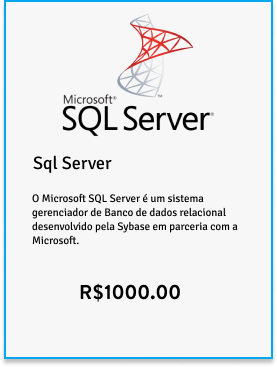 Microsoft®
SQL Server®
Sql Server
O Microsoft SQL Server é um sistema
gerenciador de Banco de dados relacional
desenvolvido pela Sybase em parceria com a
Microsoft.
R$1000.00